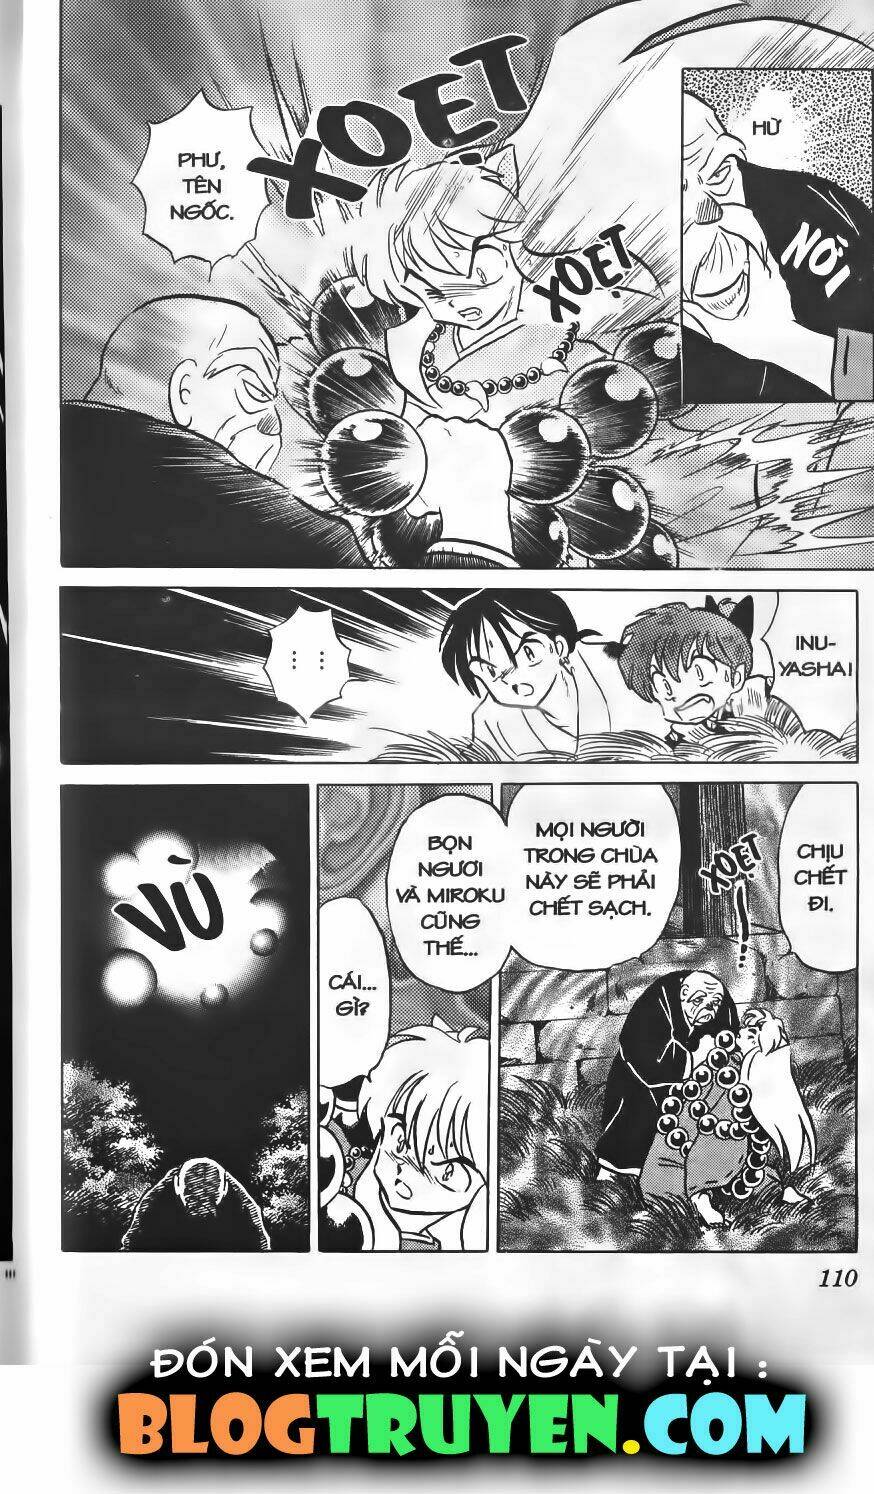 HỪ
NỜI
XOẸT
XOẸT
PHƯ,
TÊN
NGỐC.
INU-
YASHA!
...
...
CHỊU
CHẾT
ĐI.
XOẸT
MỌI NGƯỜI
TRONG CHÙA
NÀY SẼ PHẢI
CHẾT SẠCH.
BỌN
NGƯƠI
VÀ MIROKU
CŨNG
THẾ...
CÁI...
GÌ?
VÙ
110
111
ĐÓN XEM MỖI NGÀY TẠI :
BLOGTRUYEN.COM